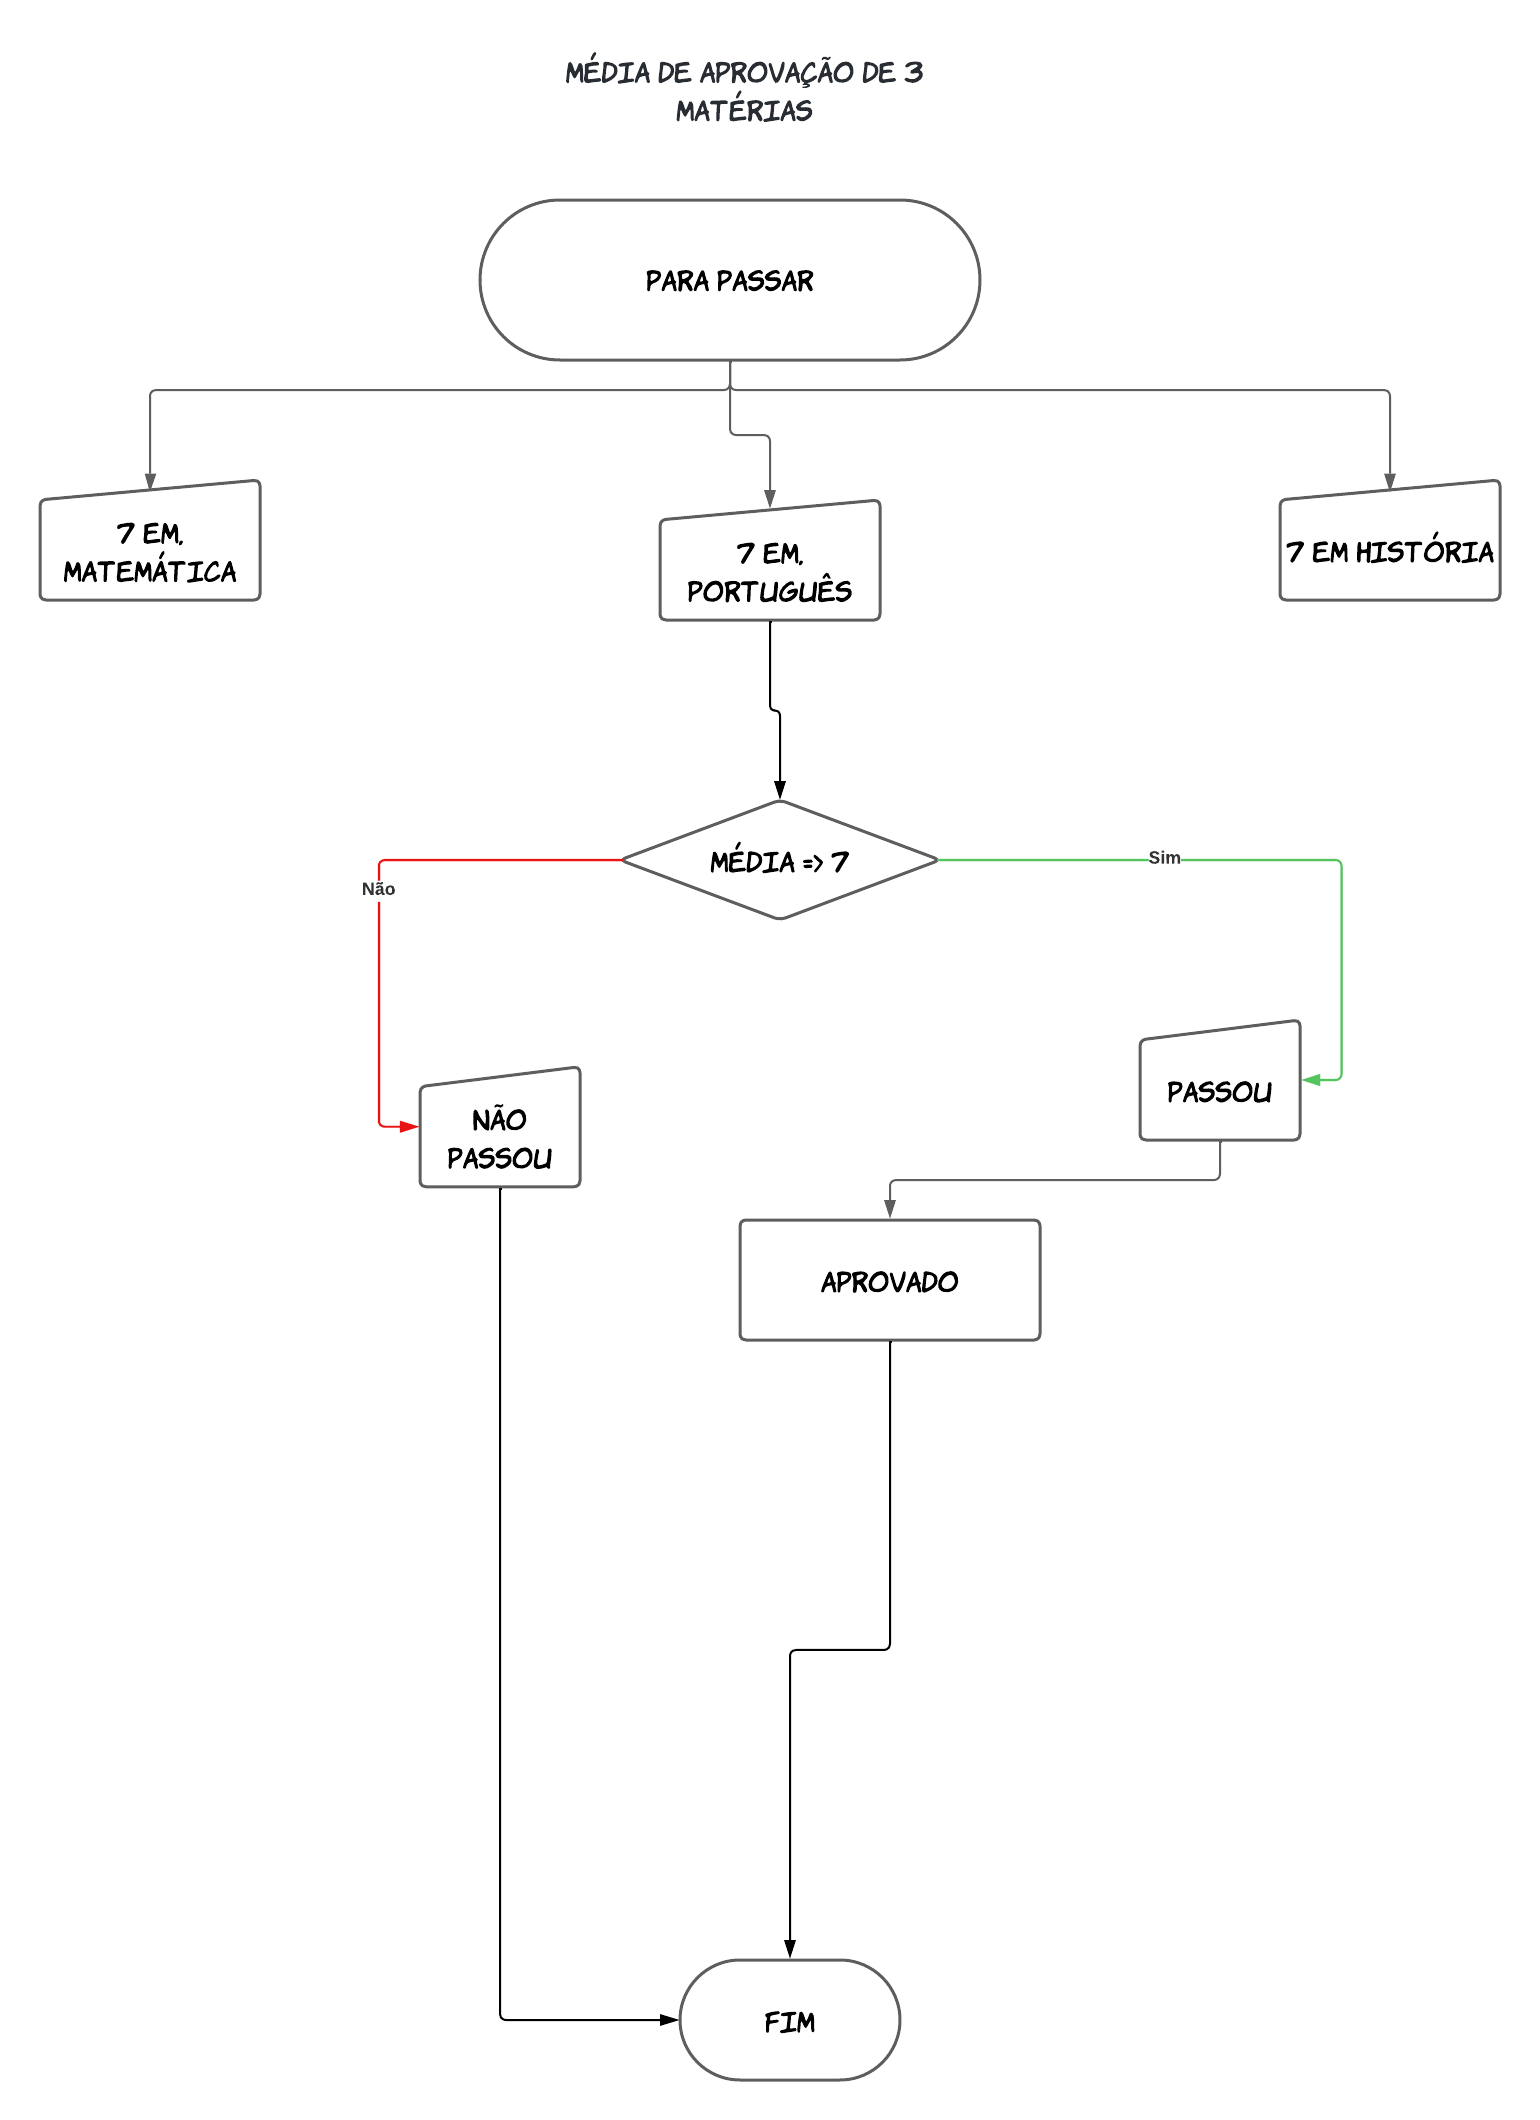 MÉDIA DE APROVAÇÃO DE 3
MATÉRIAS
PARA PASSAR
7 EM.
MATEMÁTICA
7 EM.
PORTUGUÊS
7 EM HISTÓRIA
MÉDIA => 7
Sim
Não
PASSOU
NÃO
PASSOU
APROVADO
FIM